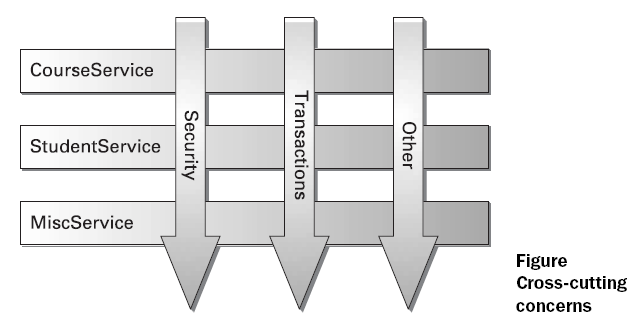 CourseService
StudentService
MiscService
Security
Transactions
Other
Figure
Cross-cutting
concerns